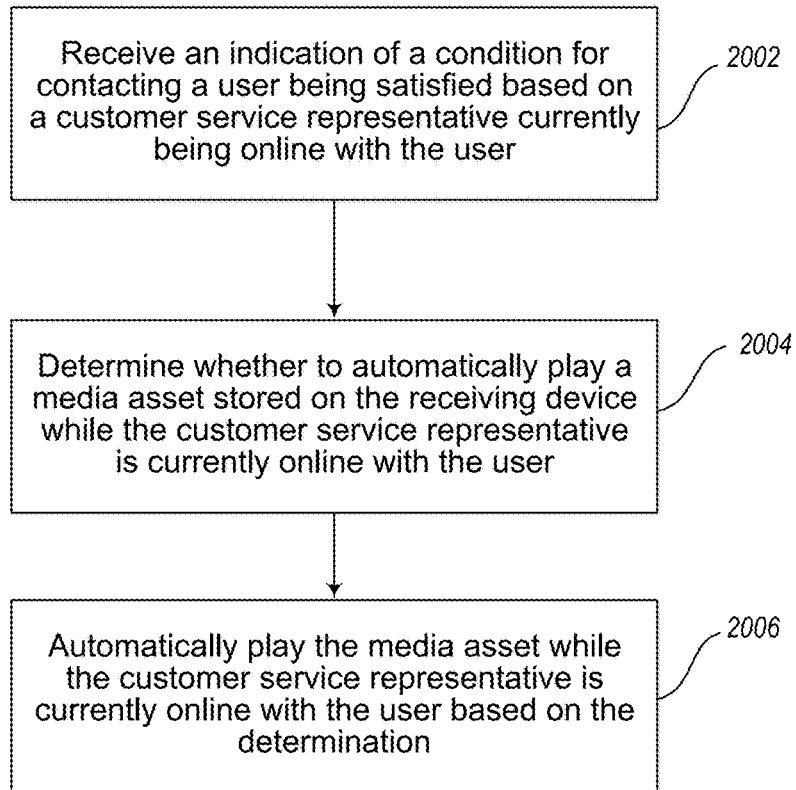 Receive an indication of a condition for
contacting a user being satisfied based on
a customer service representative currently
being online with the user
2002
Determine whether to automatically play a
media asset stored on the receiving device
while the customer service representative
is currently online with the user
2004
Automatically play the media asset while
the customer service representative is
currently online with the user based on the
determination
2006